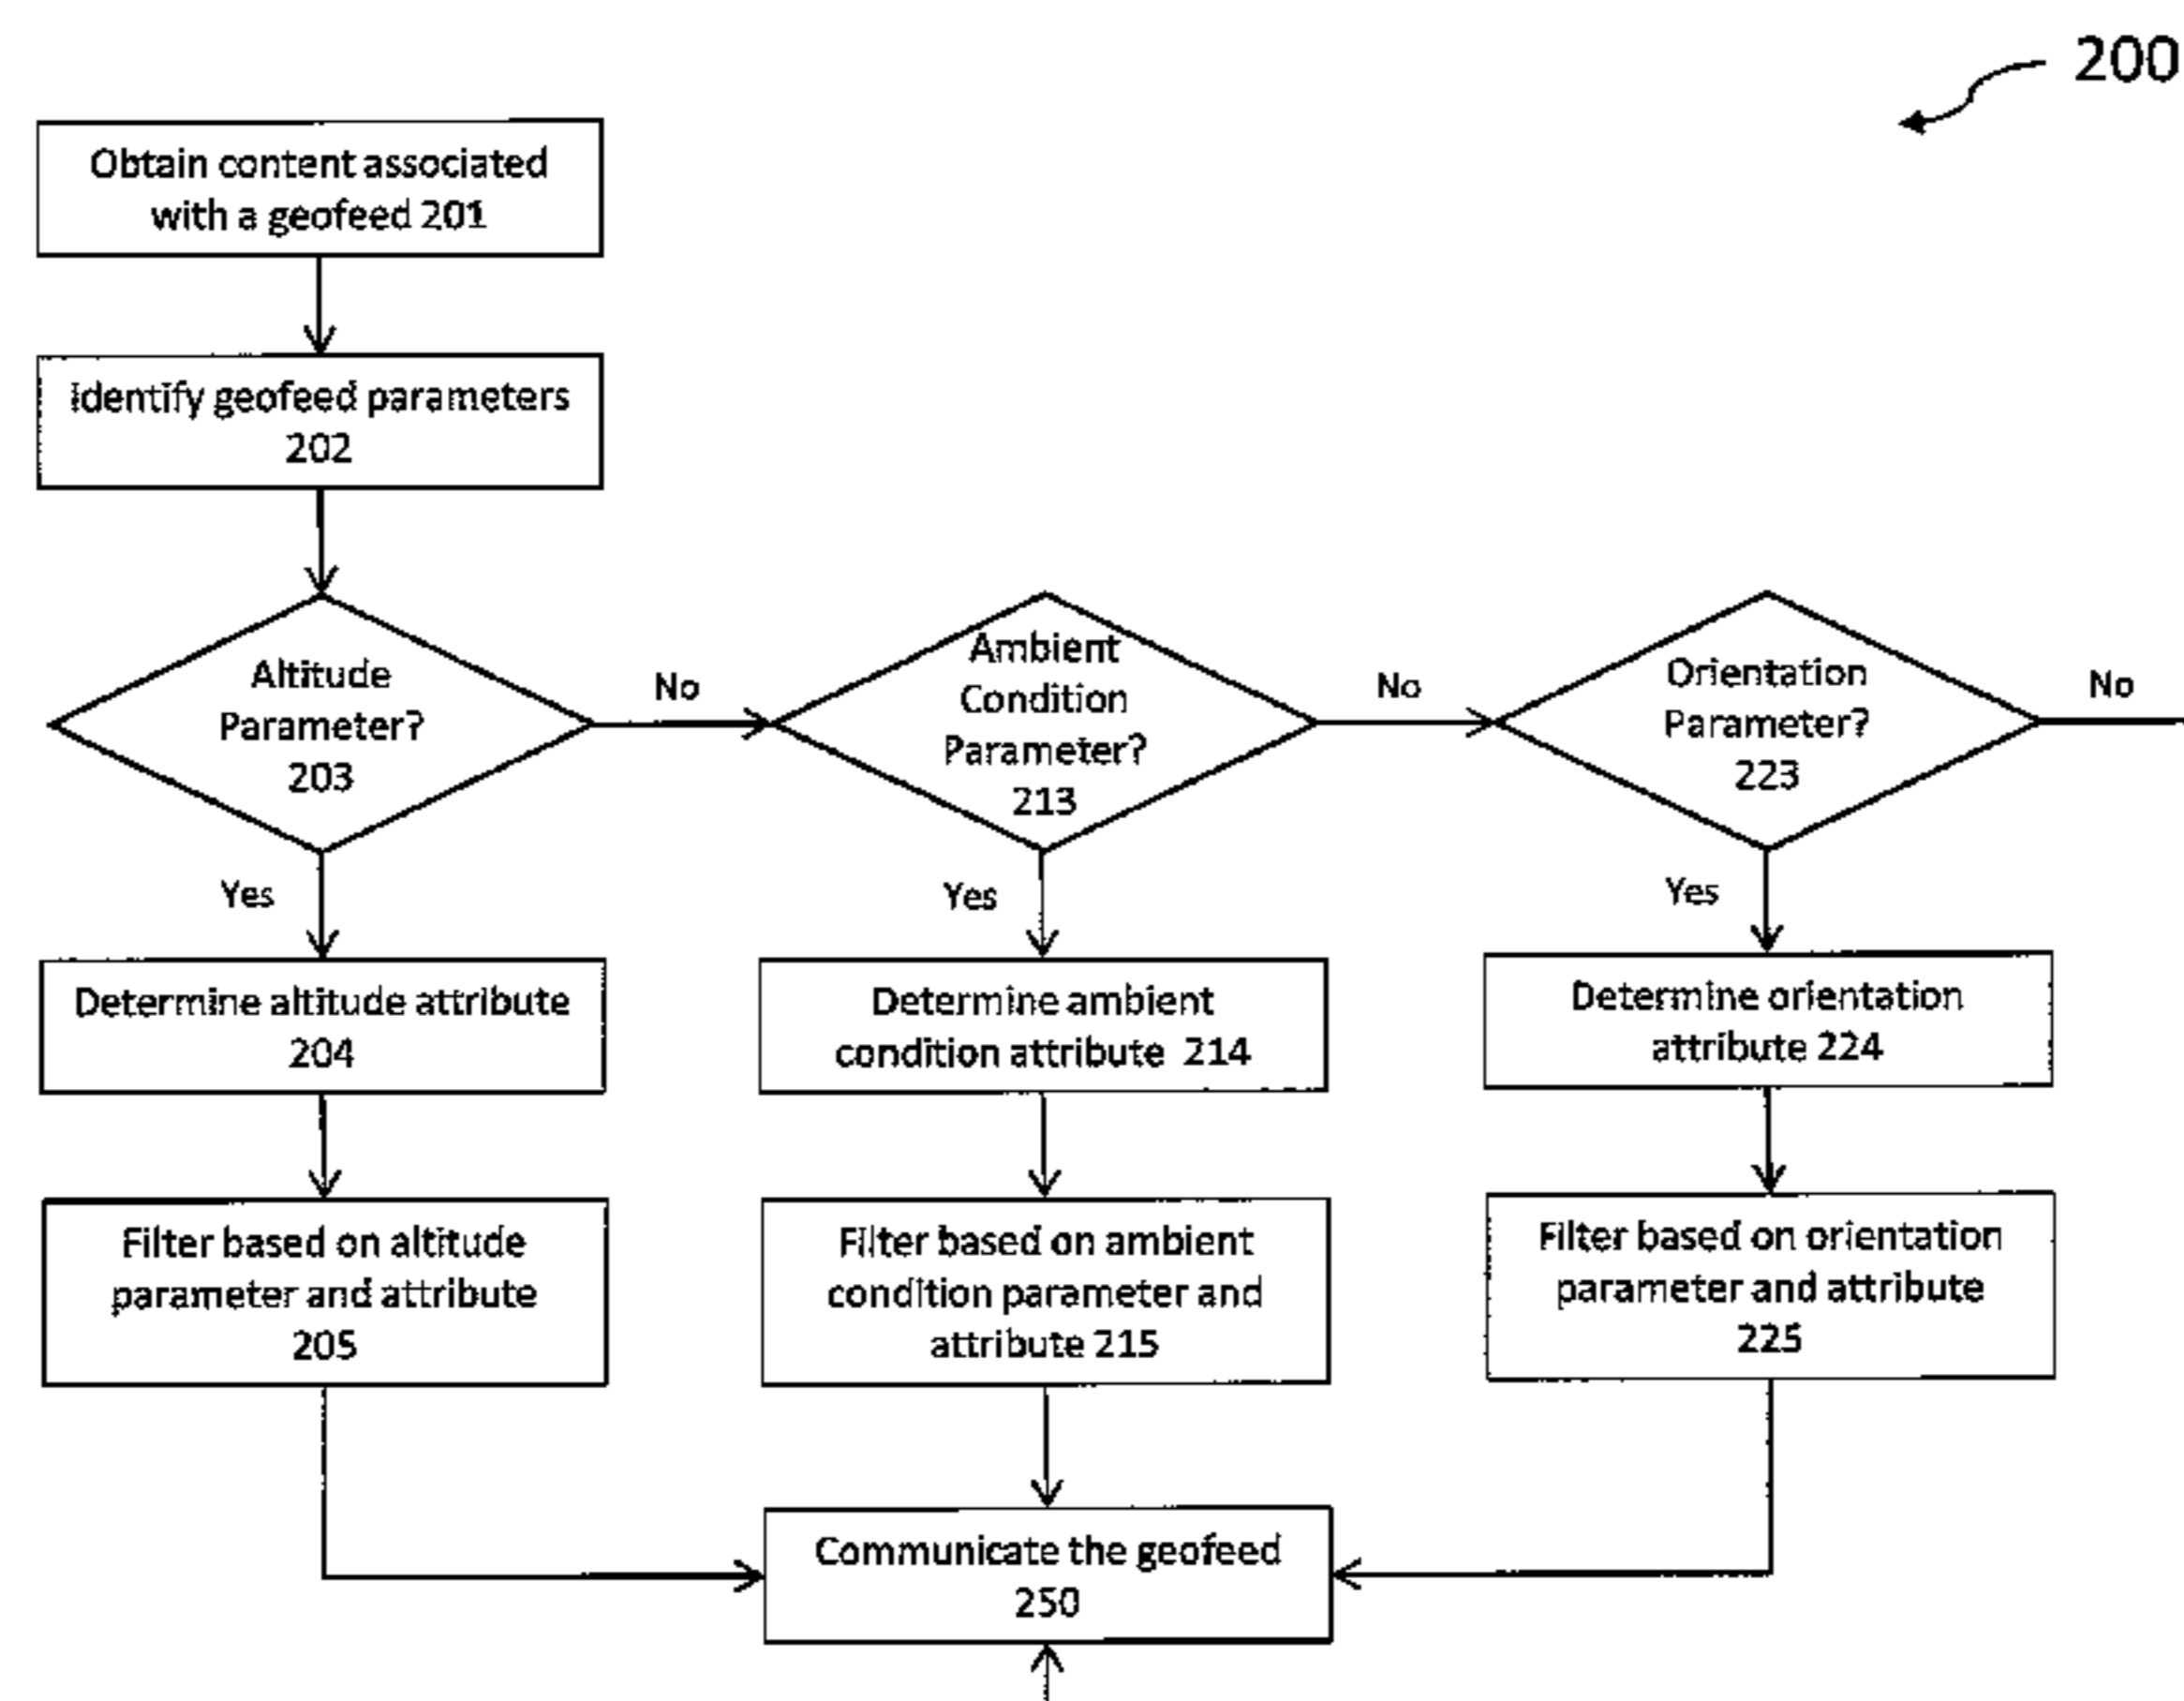 200
Obtain content associated
with a geofeed 201
Identify geofeed parameters
202
Altitude
Parameter?
203
No
Ambient
Condition
Parameter?
213
No
Orientation
Parameter?
223
No
Yes
Yes
Yes
Determine altitude attribute
204
Determine ambient
condition attribute 214
Determine orientation
attribute 224
Filter based on altitude
parameter and attribute
205
Filter based on ambient
condition parameter and
attribute 215
Filter based on orientation
parameter and attribute
225
Communicate the geofeed
250